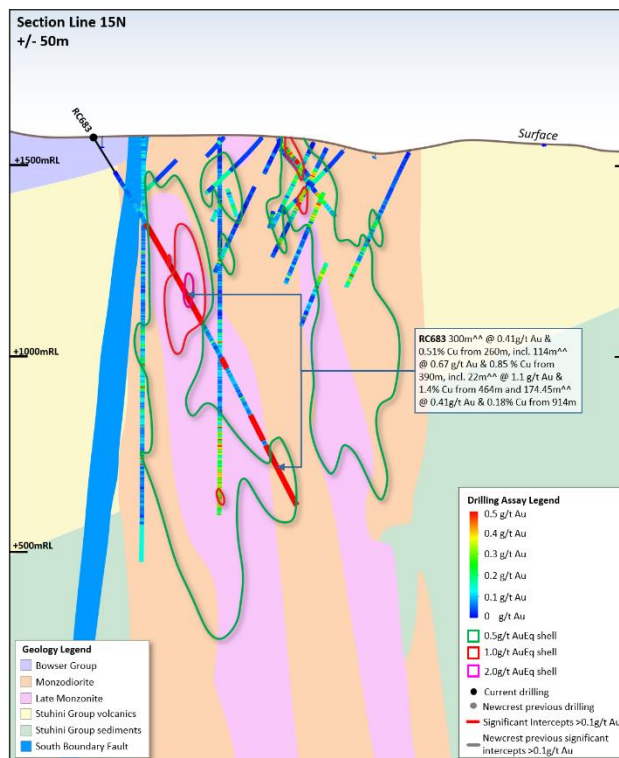 Section Line 15N
+/- 50m
RC683
Surface
+1500mRL
+1000mRL
+500mRL
RC683 300m^^ @ 0.41g/t Au &
0.51% Cu from 260m, incl. 114m^^
@ 0.67 g/t Au & 0.85 % Cu from
390m, incl. 22m^^ @ 1.1 g/t Au &
1.4% Cu from 464m and 174.45m^^
@ 0.41g/t Au & 0.18% Cu from 914m
Drilling Assay Legend
0.5 g/t Au
0.4 g/t Au
0.3 g/t Au
0.2 g/t Au
0.1 g/t Au
0 g/t Au
0.5g/t AuEq shell
1.0g/t AuEq shell
2.0g/t AuEq shell
Current drilling
Newcrest previous drilling
Significant Intercepts >0.1g/t Au
Newcrest previous significant
intercepts >0.1g/t Au
Geology Legend
Bowser Group
Monzodiorite
Late Monzonite
Stuhini Group volcanics
Stuhini Group sediments
South Boundary Fault